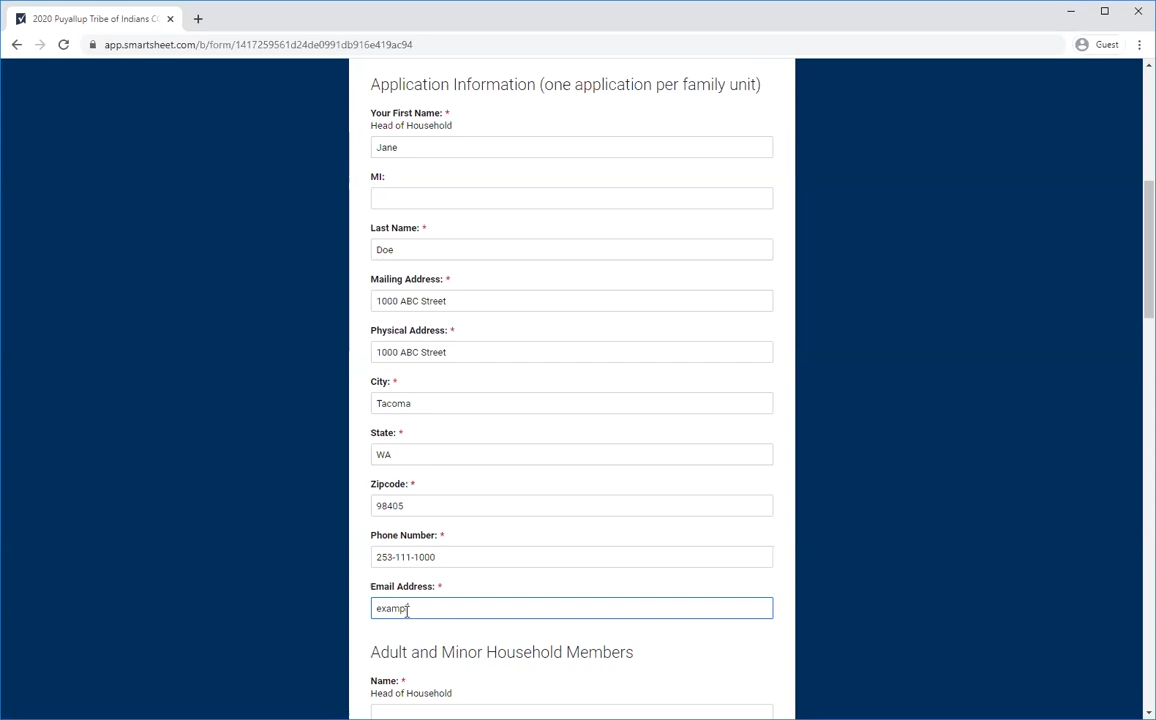 2020 Puyallup Tribe of Indians CO
app.smartsheet.com/b/form/1417259561d24de0991db916e419ac94
Guest
Application Information (one application per family unit)
Your First Name: *
Head of Household
Jane
MI:
Last Name: *
Doe
Mailing Address: *
1000 ABC Street
Physical Address: *
1000 ABC Street
City: *
Tacoma
State: *
WA
Zipcode: *
98405
Phone Number: *
253-111-1000
Email Address: *
examp
Adult and Minor Household Members
Name: *
Head of Household